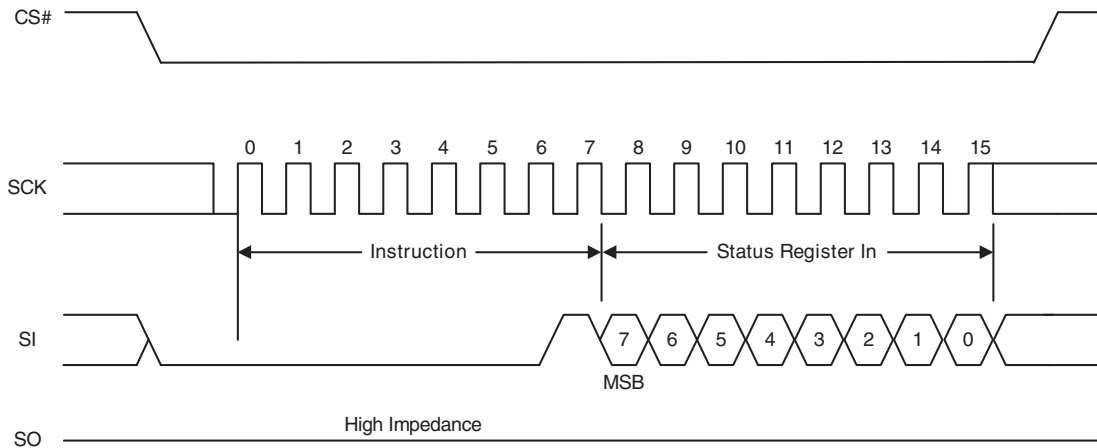 CS#
0 1 2 3 4 5 6 7 8 9 10 11 12 13 14 15
SCK
Instruction Status Register In
SI 7 6 5 4 3 2 1 0
MSB
High Impedance
SO